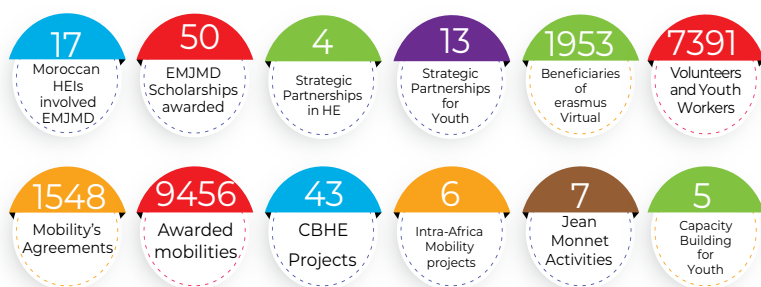 17
Moroccan
HEIs
involved
EMJMD
50
EMJMD
Scholarships
awarded
4
Strategic
Partnerships
in HE
13
Strategic
Partnerships
for
Youth
1953
Beneficiaries
of
erasmus
Virtual
7391
Volunteers
and Youth
Workers
1548
Mobility's
Agreements
9456
Awarded
mobilities
43
CBHE
Projects
6
Intra-Africa
Mobility
projects
7
Jean
Monnet
Activities
5
Capacity
Building
for
Youth